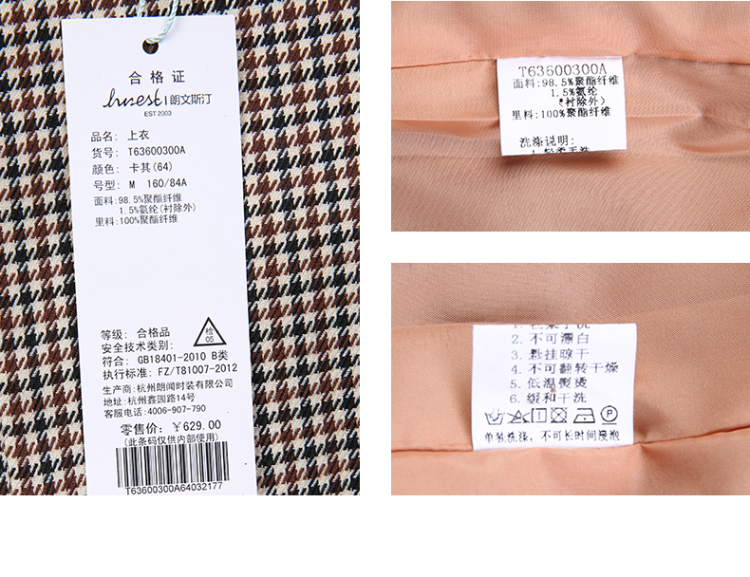 合格证
hwest|朗文斯汀
EST 2003
品名: 上衣
货号: T63600300A
颜色: 卡其(64)
号型: M 160/84A
面料:98.5%聚酯纤维
1.5%氨纶(衬除外)
里料:100%聚酯纤维
检
05
等级: 合格品
安全技术类别:
符合: GB18401-2010 B类
执行标准: FZ/T81007-2012
生产商:杭州朗闻时装有限公司
地址:杭州鑫园路14号
客服电话:4006-907-790
零售价: ¥629.00
(此条码仅供内部使用)
T63600300A64032177
T63600300A
面料:98.5%聚酯纤维
1.5%氨纶
(衬除外)
里料:100%聚酯纤维
洗涤说明:
1.轻柔手洗
2. 不可漂白
3. 悬挂晾干
4. 不可翻转干燥
5. 低温熨烫
6. 缓和干洗
单独洗涤, 不可长时间浸泡